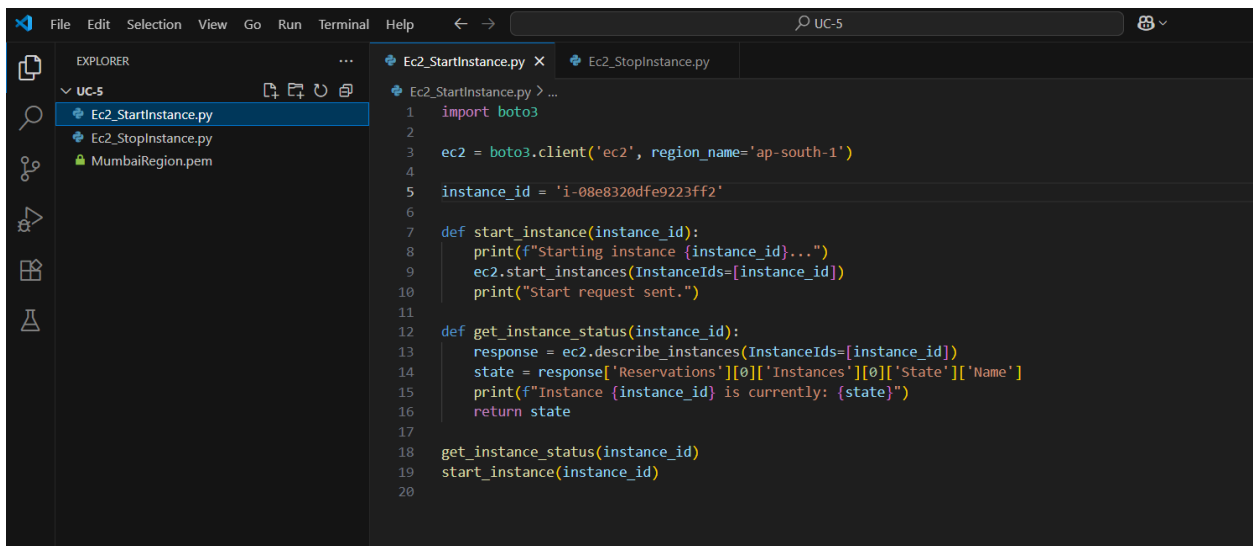 File Edit Selection View Go Run Terminal Help
UC-5
EXPLORER
UC-5
Ec2_StartInstance.py
Ec2_StopInstance.py
MumbaiRegion.pem
Ec2_StartInstance.py Ec2_StopInstance.py
Ec2_StartInstance.py > ...
1 import boto3
2
3 ec2 = boto3.client('ec2', region_name='ap-south-1')
4
5 instance_id = 'i-08e8320dfe9223ff2'
6
7 def start_instance(instance_id):
8     print(f"Starting instance {instance_id}...")
9     ec2.start_instances(InstanceIds=[instance_id])
10     print("Start request sent.")
11
12 def get_instance_status(instance_id):
13     response = ec2.describe_instances(InstanceIds=[instance_id])
14     state = response['Reservations'][0]['Instances'][0]['State']['Name']
15     print(f"Instance {instance_id} is currently: {state}")
16     return state
17
18 get_instance_status(instance_id)
19 start_instance(instance_id)
20